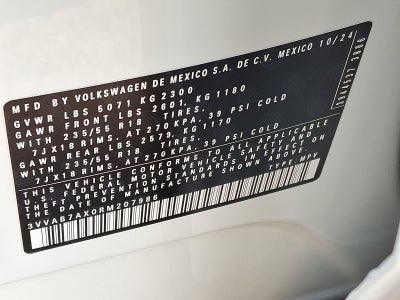 MFD BY VOLKSWAGEN DE MEXICO S.A. DE C.V. MEXICO 10/24
GVWR LBS 5071 KG 2300
GAWR FRONT LBS 2601, KG 1180
WITH 235/55 R18 TIRES,
7JX18 RIMS, AT 270 KPA, 39 PSI COLD
GAWR REAR LBS 2579, KG 1170
WITH 235/55 R18 TIRES,
7JX18 RIMS, AT 270 KPA, 39 PSI COLD
THIS VEHICLE CONFORMS TO ALL APPLICABLE
U.S. FEDERAL MOTOR VEHICLE SAFETY AND
THEFT PREVENTION STANDARDS IN EFFECT ON
THE DATE OF MANUFACTURE SHOWN ABOVE.
3VVAB7AX0RM207986 TYPE: MPV